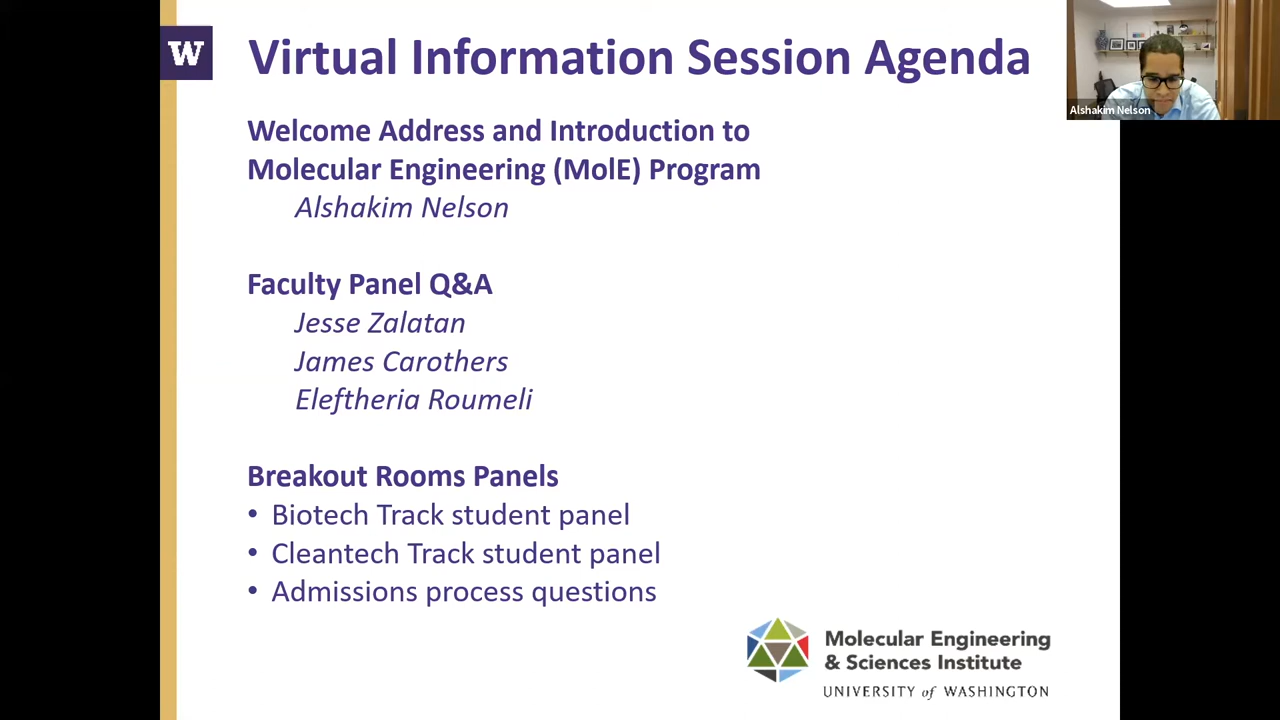 W
Virtual Information Session Agenda
Alshakim Nelson
Welcome Address and Introduction to
Molecular Engineering (MolE) Program
Alshakim Nelson
Faculty Panel Q&A
Jesse Zalatan
James Carothers
Eleftheria Roumeli
Breakout Rooms Panels
• Biotech Track student panel
• Cleantech Track student panel
• Admissions process questions
Molecular Engineering
& Sciences Institute
UNIVERSITY of WASHINGTON